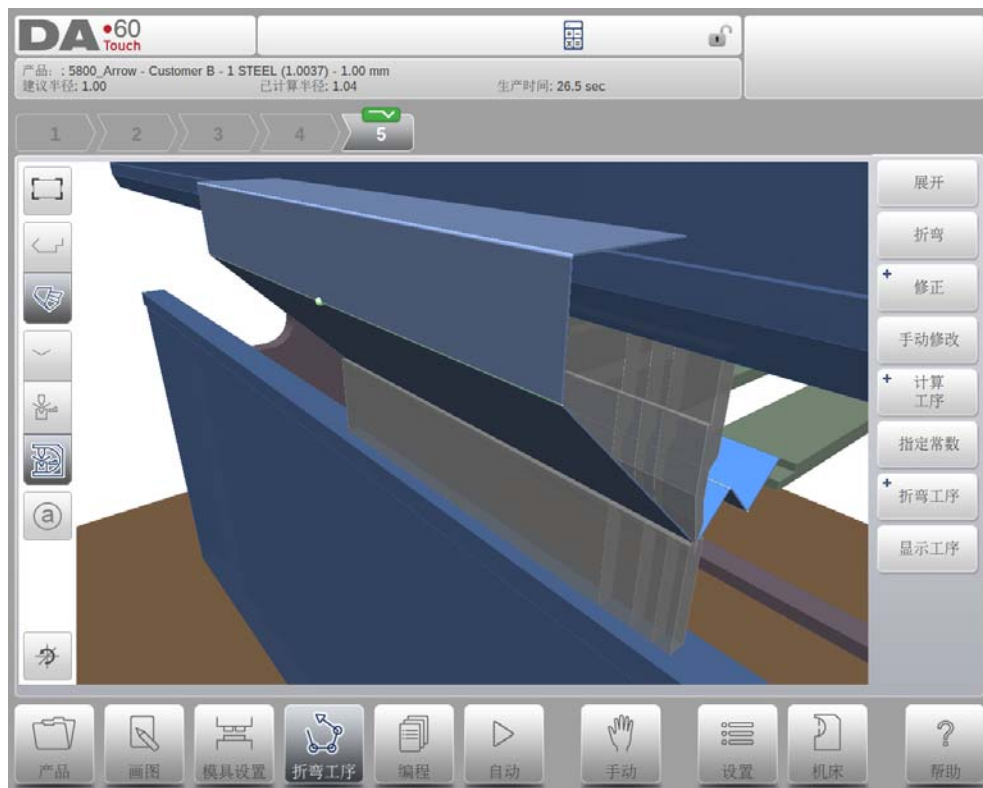 DA•60
Touch
产品: : 5800_Arrow - Customer B - 1 STEEL (1.0037) - 1.00 mm
建议半径: 1.00 已计算半径: 1.04 生产时间: 26.5 sec
1 2 3 4 5
展开
折弯
+ 修正
手动修改
+ 计算
工序
指定常数
+ 折弯工序
显示工序
a
产品 画图 模具设置 折弯工序 编程 自动 手动 设置 机床 帮助